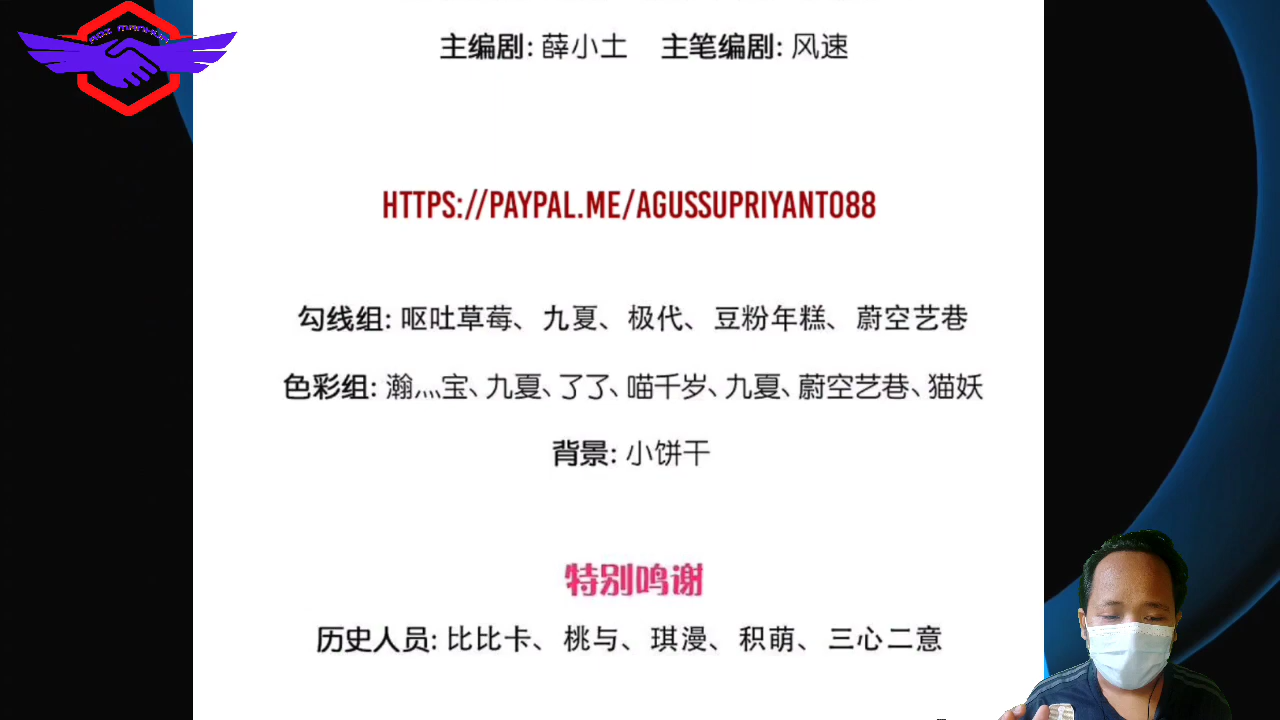 AOI MANHUA
主编剧: 薛小土 主笔编剧: 风速
HTTPS://PAYPAL.ME/AGUSSUPRIYANTO88
勾线组: 呕吐草莓、九夏、极代、豆粉年糕、蔚空艺巷
色彩组: 瀚灬宝、九夏、了了、喵千岁、九夏、蔚空艺巷、猫妖
背景: 小饼干
特别鸣谢
历史人员: 比比卡、桃与、琪漫、积萌、三心二意